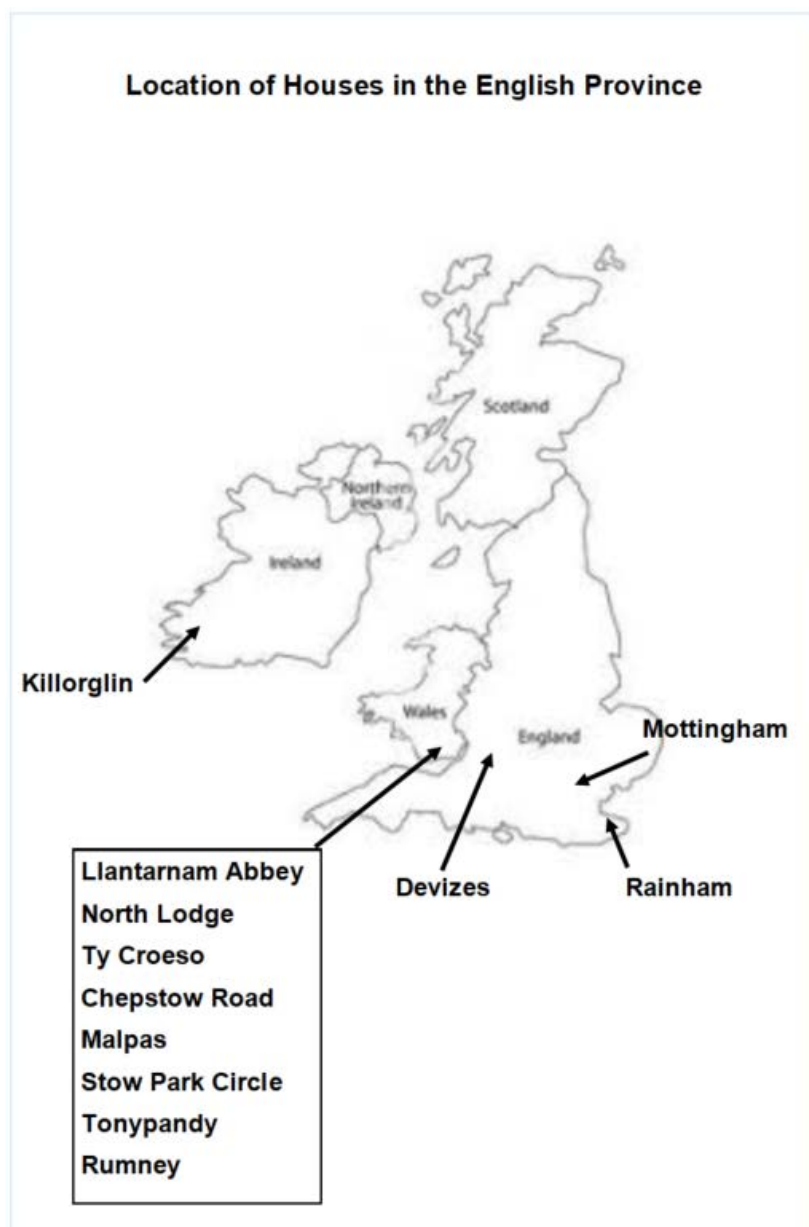 Location of Houses in the English Province
Scotland
Northern
Ireland
Ireland
Killorglin
Wales
England
Mottingham
Llantarnam Abbey
North Lodge
Ty Croeso
Chepstow Road
Malpas
Stow Park Circle
Tonypandy
Rumney
Devizes
Rainham